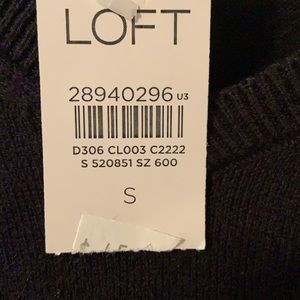 LOFT
28940296 U3
D306 CL003 C2222
S 520851 SZ 600
S